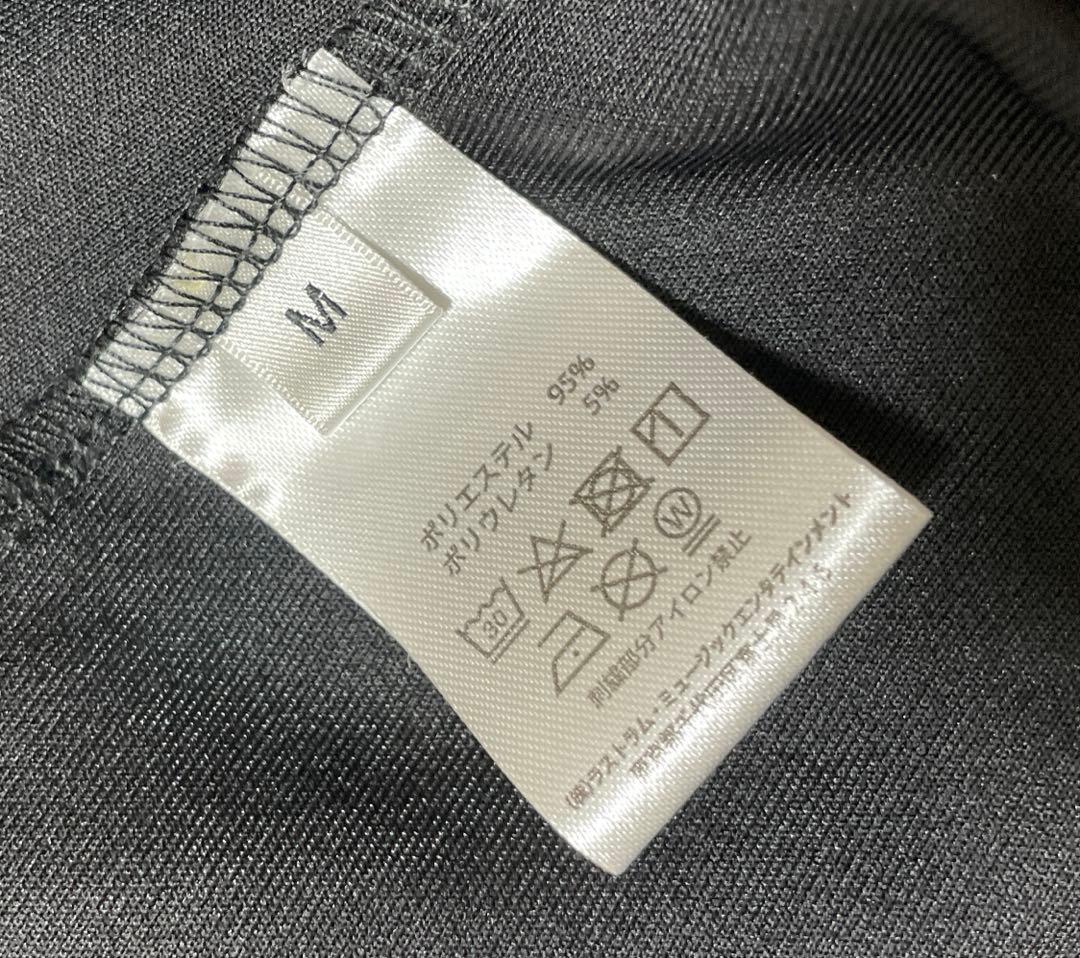 M
ポリエステル 95%
ポリウレタン 5%
30
W
刺繍部分アイロン禁止
(株)ラストラム・ミュージックエンタテインメント